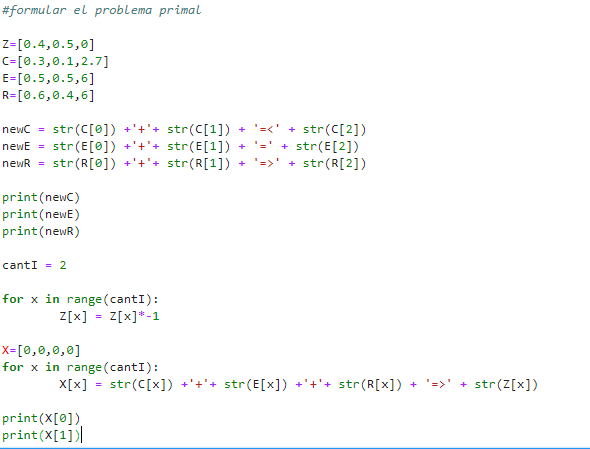 #formular el problema primal
Z=[0.4,0.5,0]
C=[0.3,0.1,2.7]
E=[0.5,0.5,6]
R=[0.6,0.4,6]
newC = str(C[0]) +'+'+ str(C[1]) + '=<' + str(C[2])
newE = str(E[0]) +'+'+ str(E[1]) + '=' + str(E[2])
newR = str(R[0]) +'+'+ str(R[1]) + '=>' + str(R[2])
print(newC)
print(newE)
print(newR)
cantI = 2
for x in range(cantI):
Z[x] = Z[x]*-1
X=[0,0,0,0]
for x in range(cantI):
X[x] = str(C[x]) +'+'+ str(E[x]) +'+'+ str(R[x]) + '=>' + str(Z[x])
print(X[0])
print(X[1])